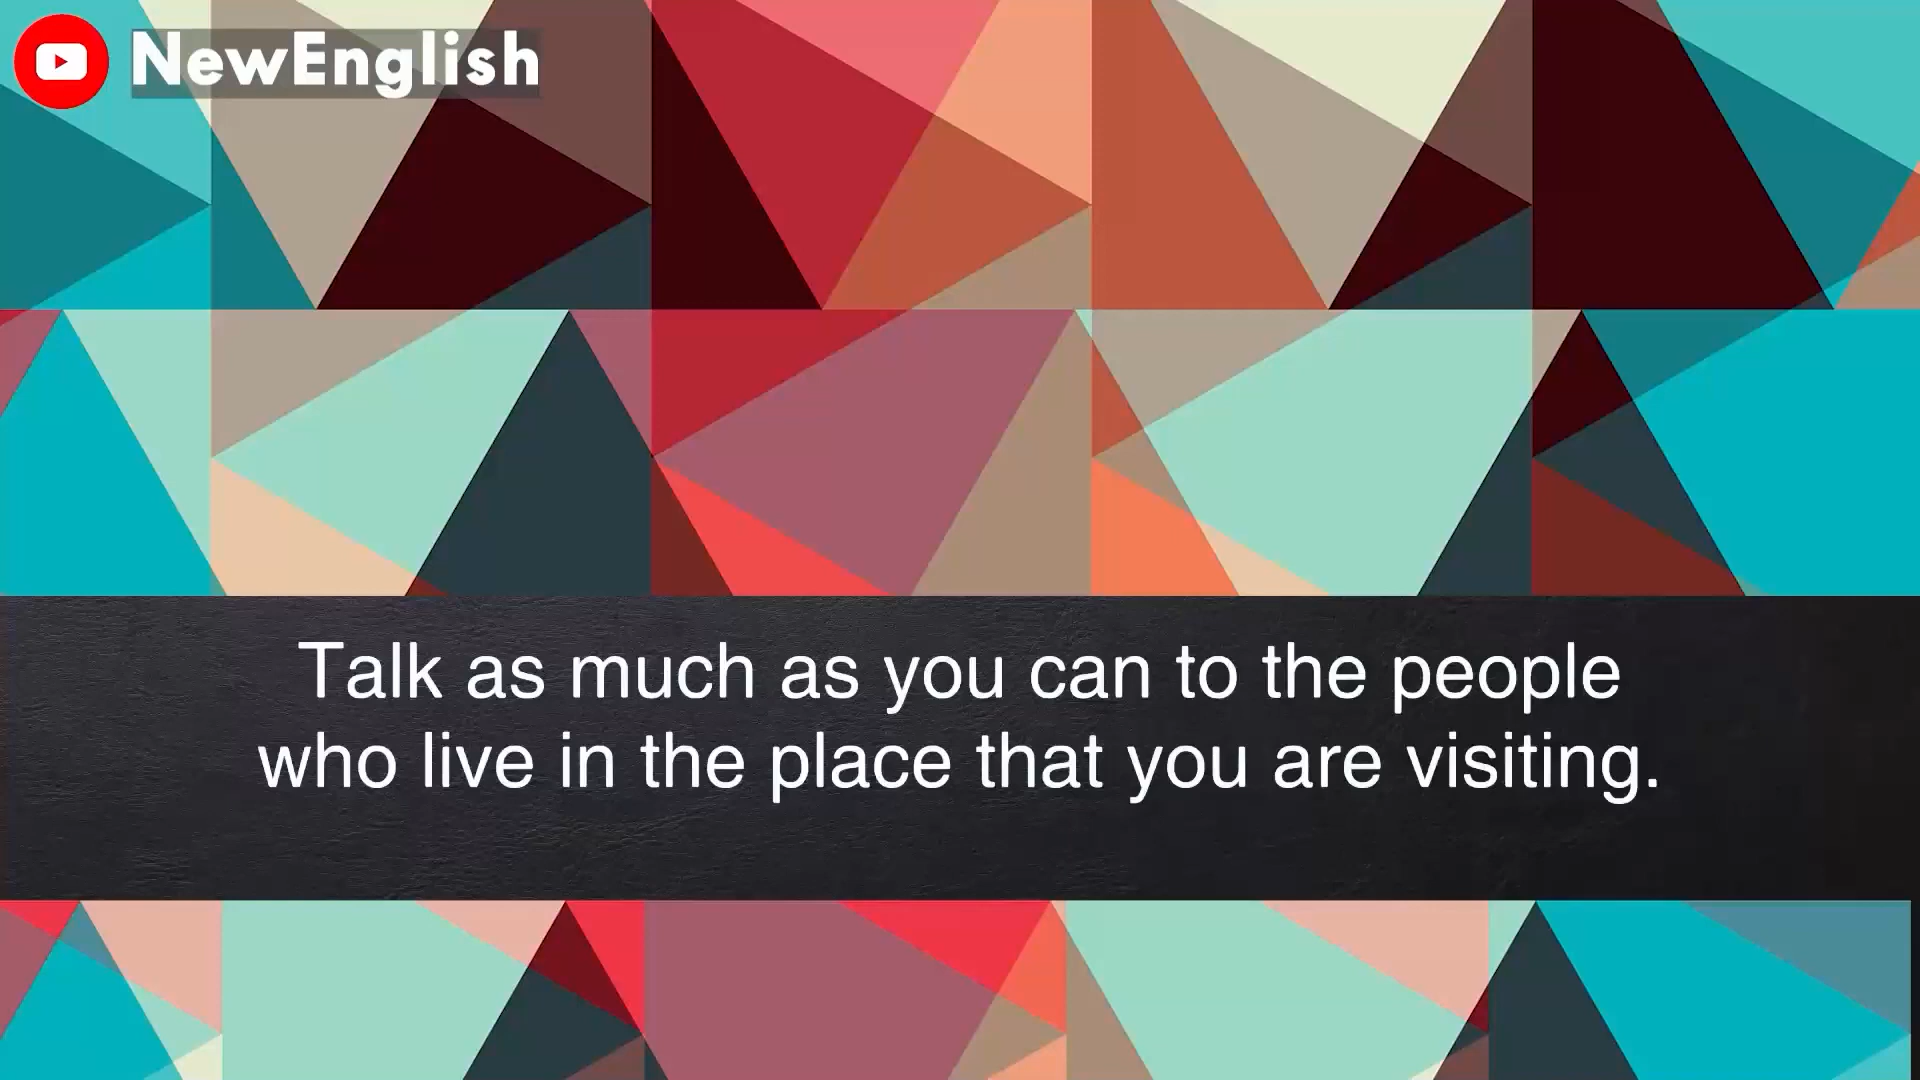 NewEnglish
Talk as much as you can to the people
who live in the place that you are visiting.